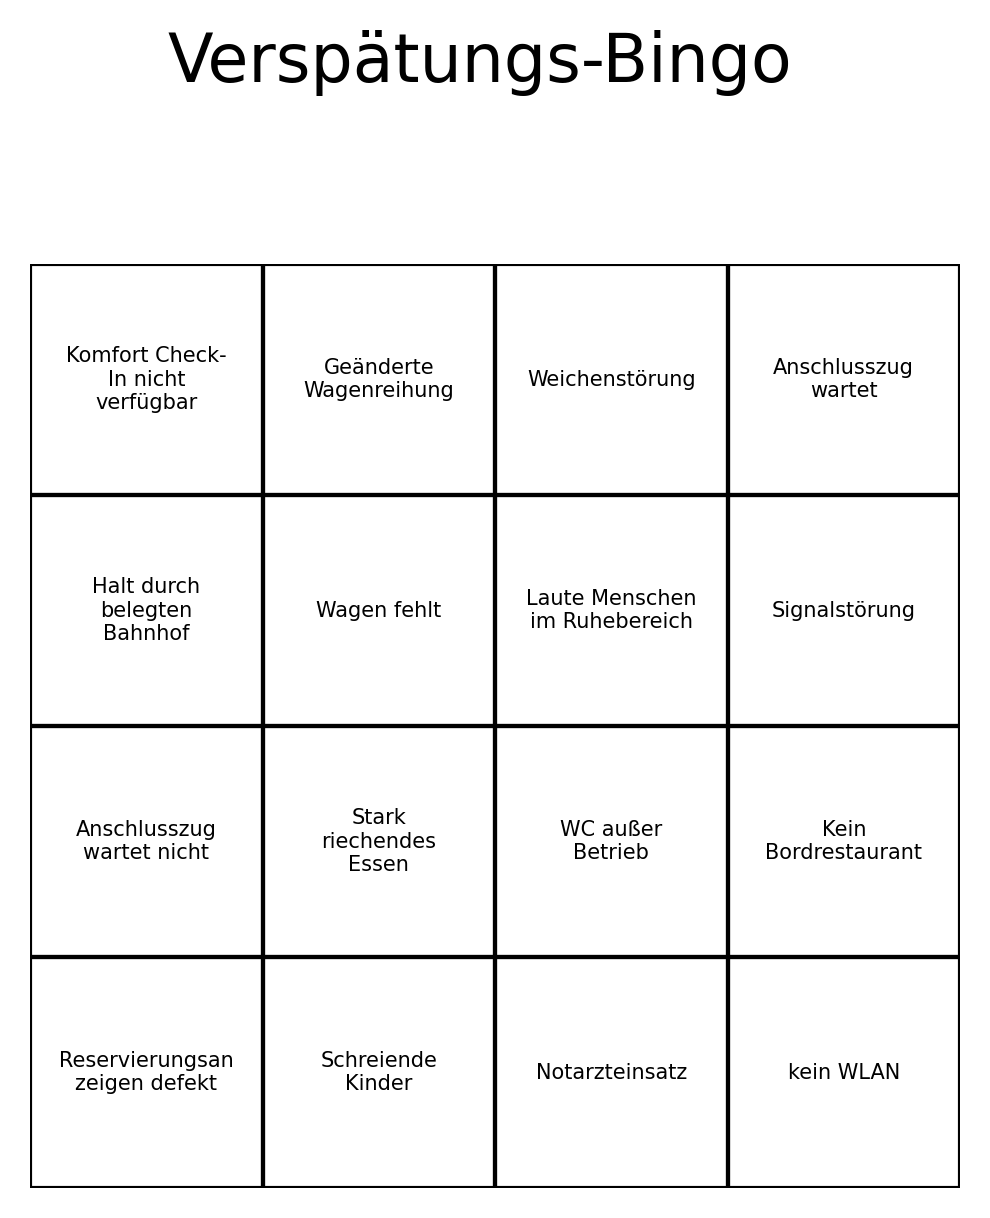 Verspätungs-Bingo
Komfort Check-
In nicht
verfügbar
Geänderte
Wagenreihung
Weichenstörung
Anschlusszug
wartet
Halt durch
belegten
Bahnhof
Wagen fehlt
Laute Menschen
im Ruhebereich
Signalstörung
Anschlusszug
wartet nicht
Stark
riechendes
Essen
WC außer
Betrieb
Kein
Bordrestaurant
Reservierungsan
zeigen defekt
Schreiende
Kinder
Notarzteinsatz
kein WLAN